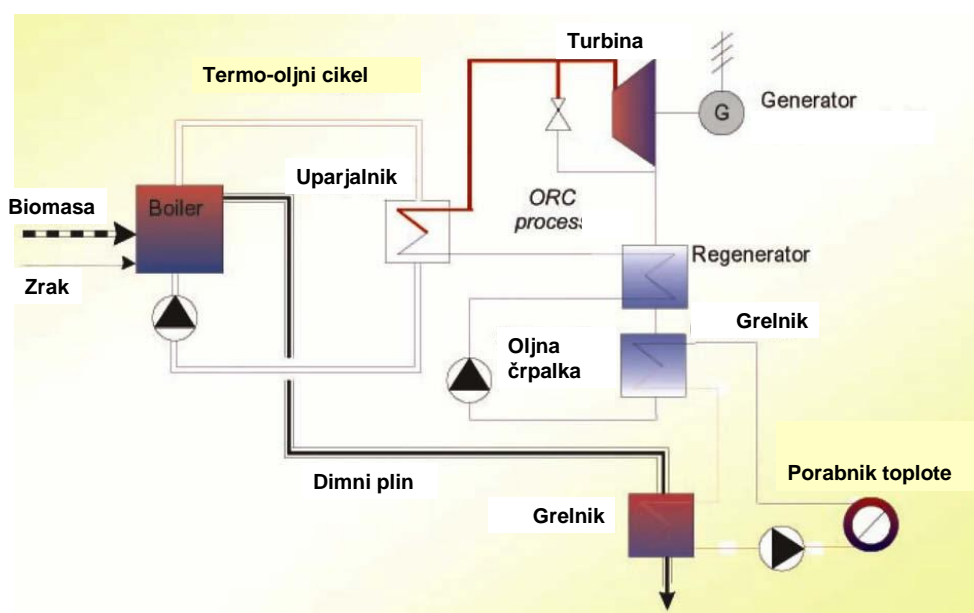 Turbina
Termo-oljni cikel
Generator
G
Uparjalnik
Biomasa
Boiler
ORC
process
Zrak
Regenerator
Grelnik
Oljna
črpalka
Dimni plin
Porabnik toplote
Grelnik